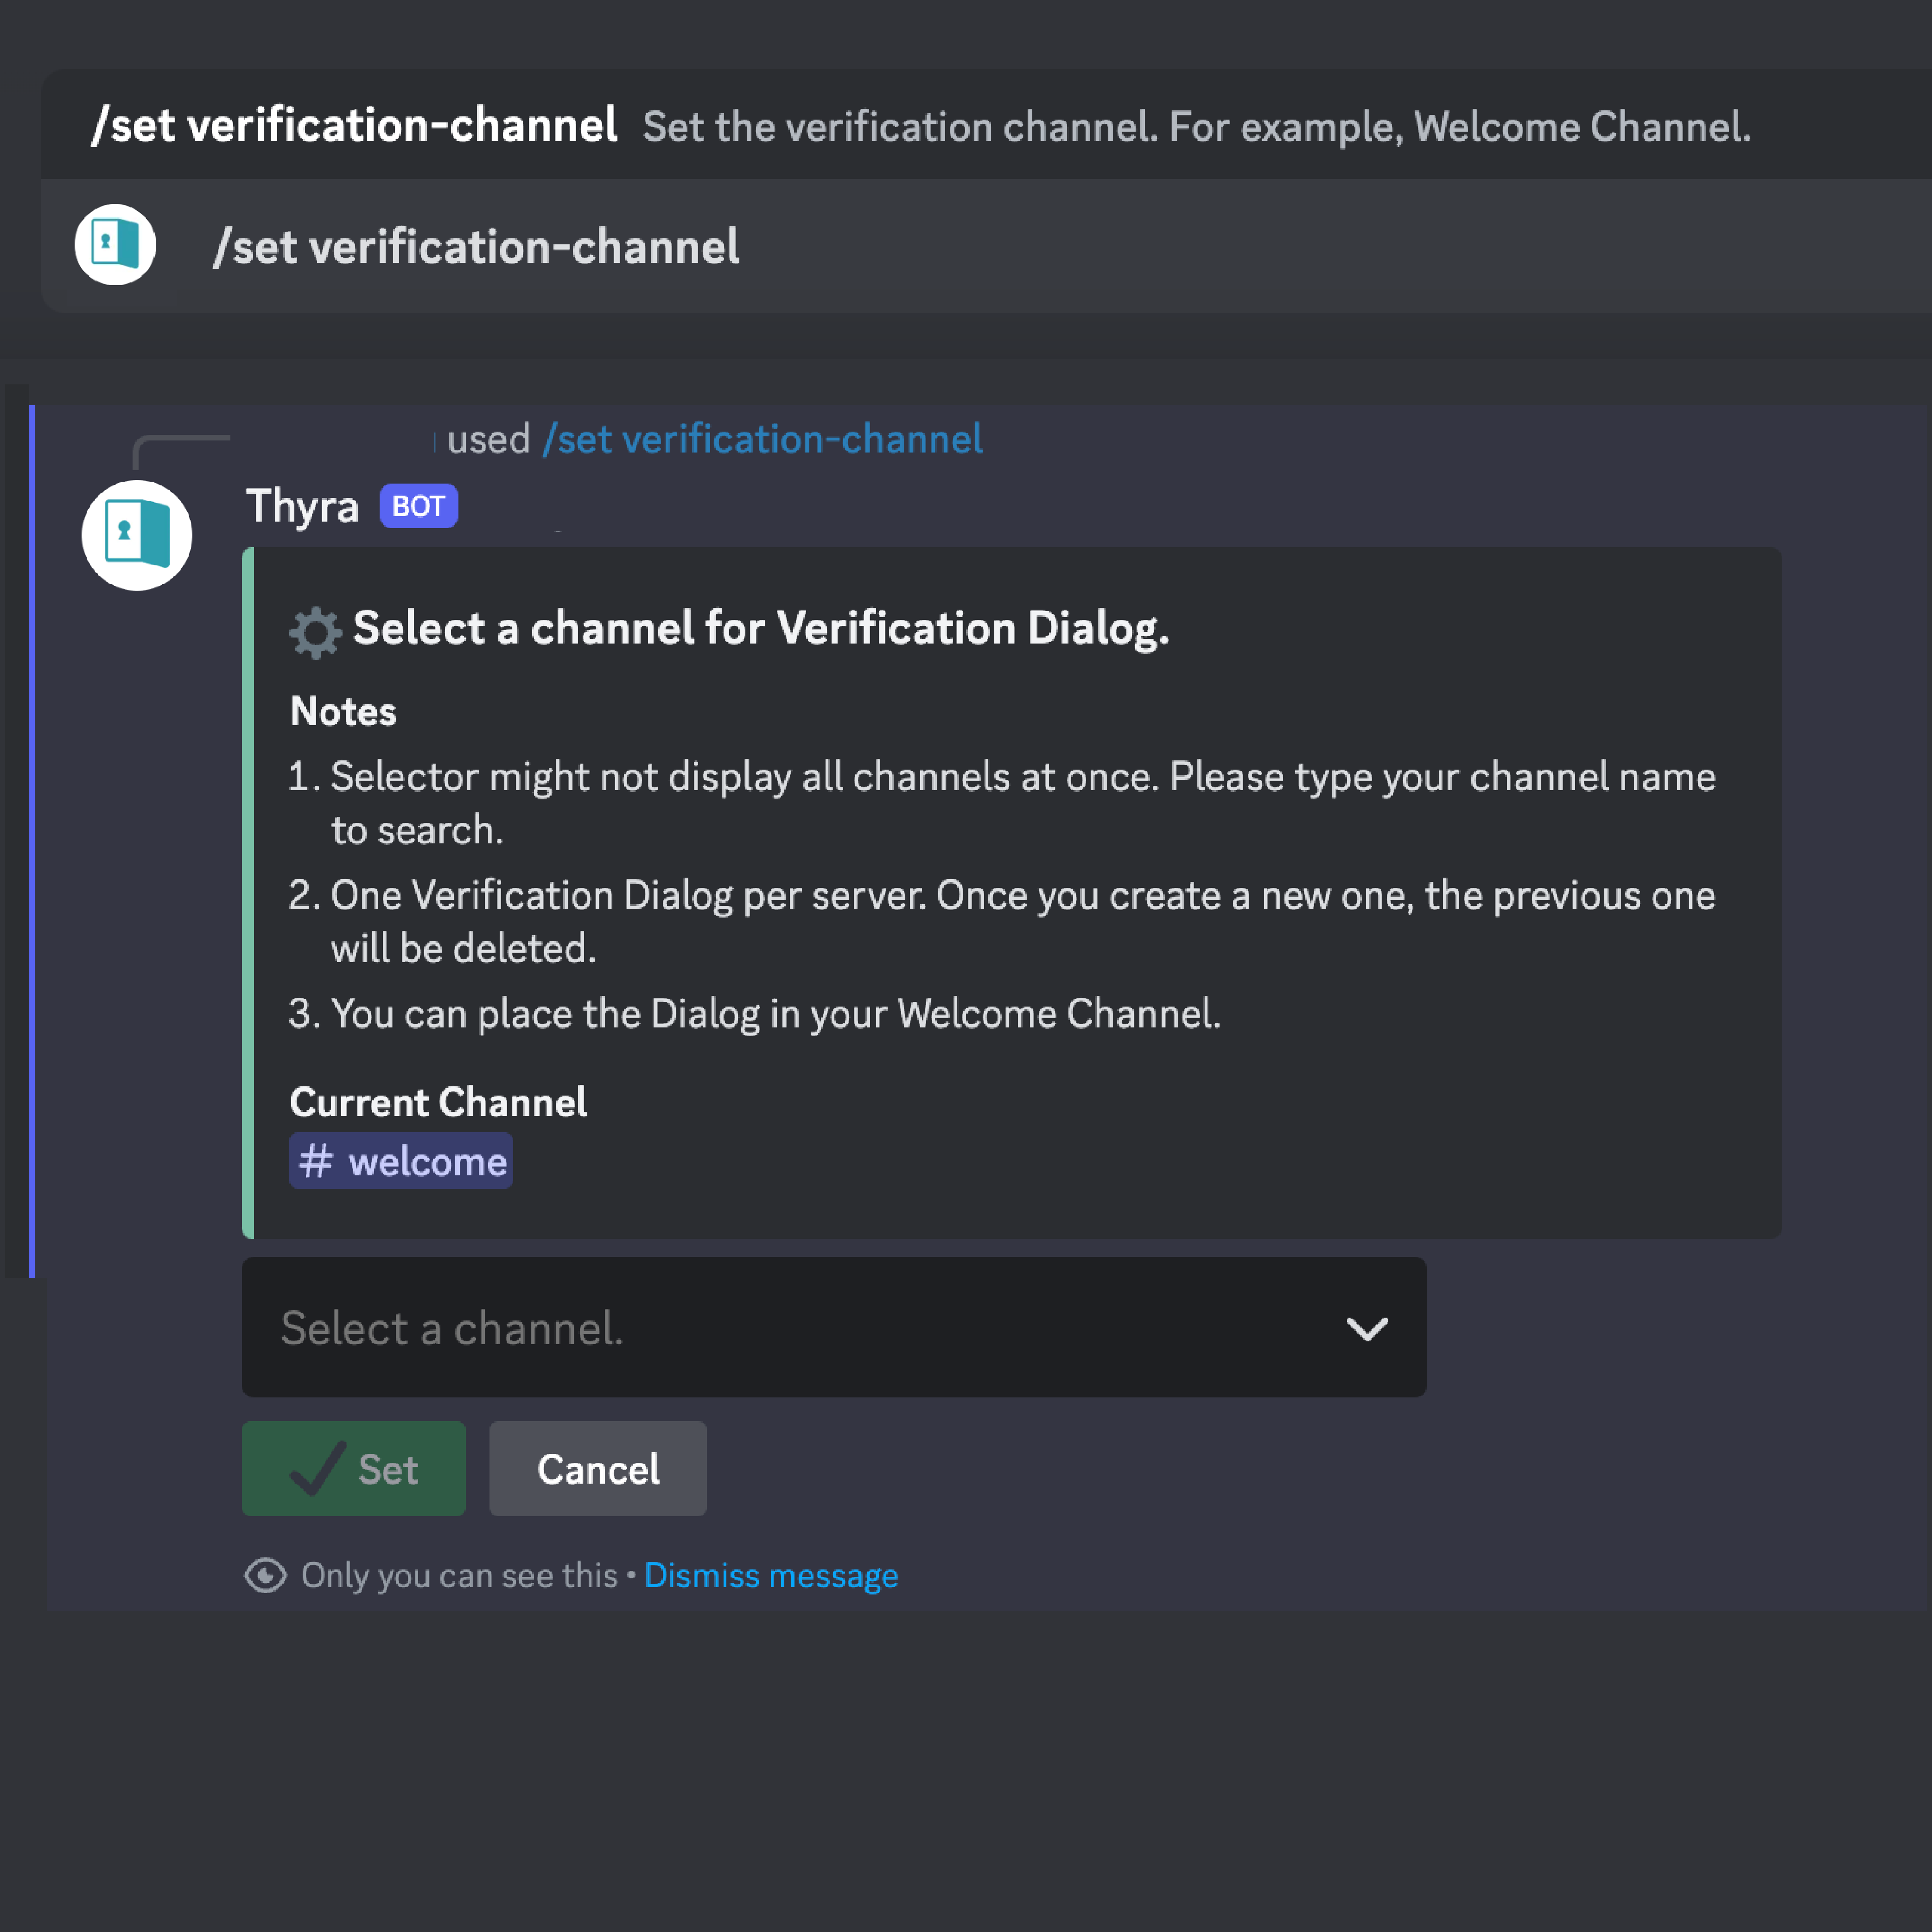 /set verification-channel Set the verification channel. For example, Welcome Channel.
/set verification-channel
used /set verification-channel
Thyra BOT
Select a channel for Verification Dialog.
Notes
1. Selector might not display all channels at once. Please type your channel name
to search.
2. One Verification Dialog per server. Once you create a new one, the previous one
will be deleted.
3. You can place the Dialog in your Welcome Channel.
Current Channel
# welcome
Select a channel.
Set Cancel
Only you can see this • Dismiss message